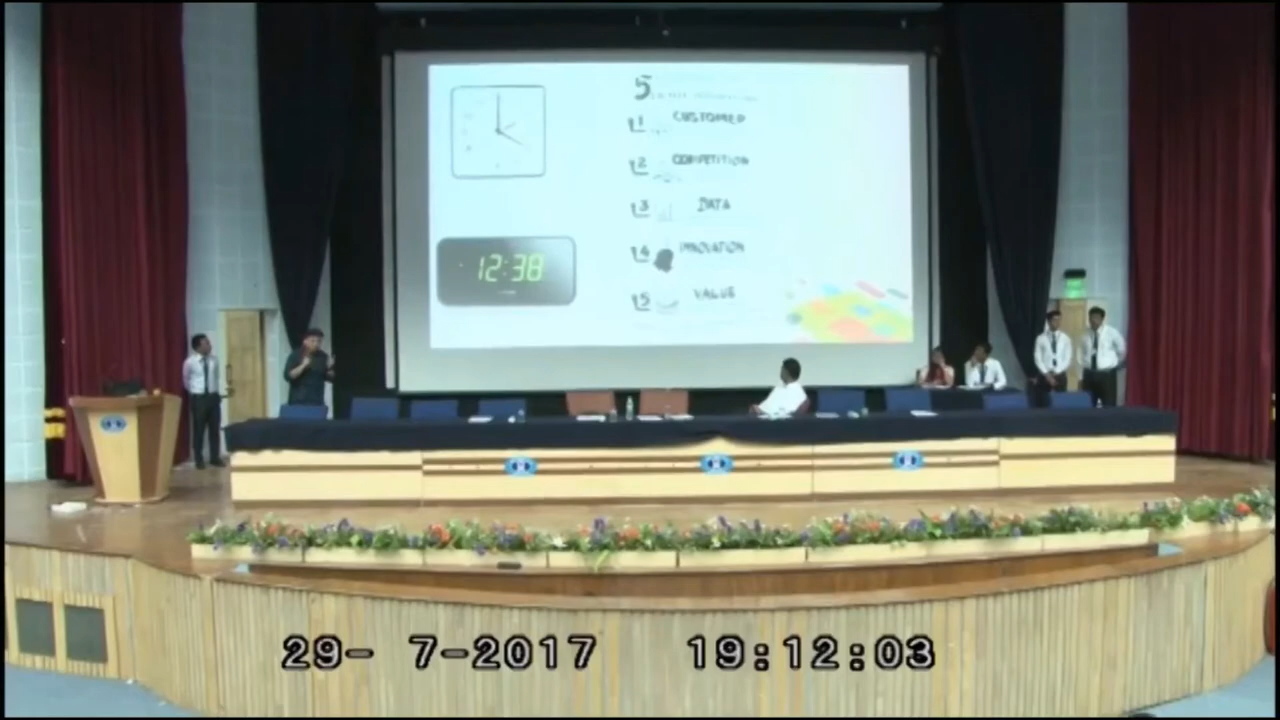 5
1 CUSTOMER
2 COMPETITION
3 DATA
4 INNOVATION
5 VALUE
12:38
29- 7-2017 19:12:03